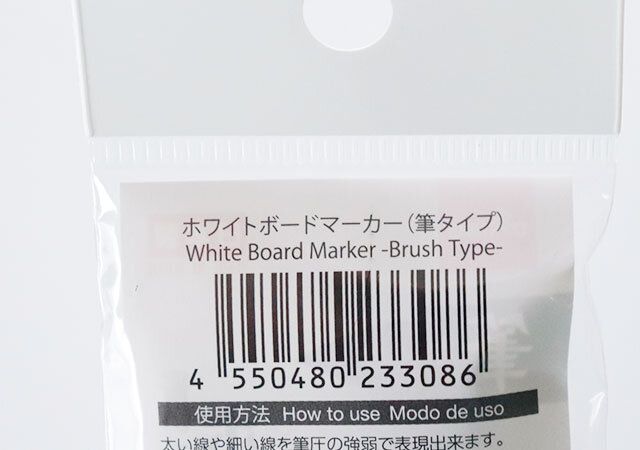 ホワイトボードマーカー（筆タイプ）
White Board Marker -Brush Type-
4 550480 233086
使用方法 How to use Modo de uso
太い線や細い線を筆圧の強弱で表現出来ます。